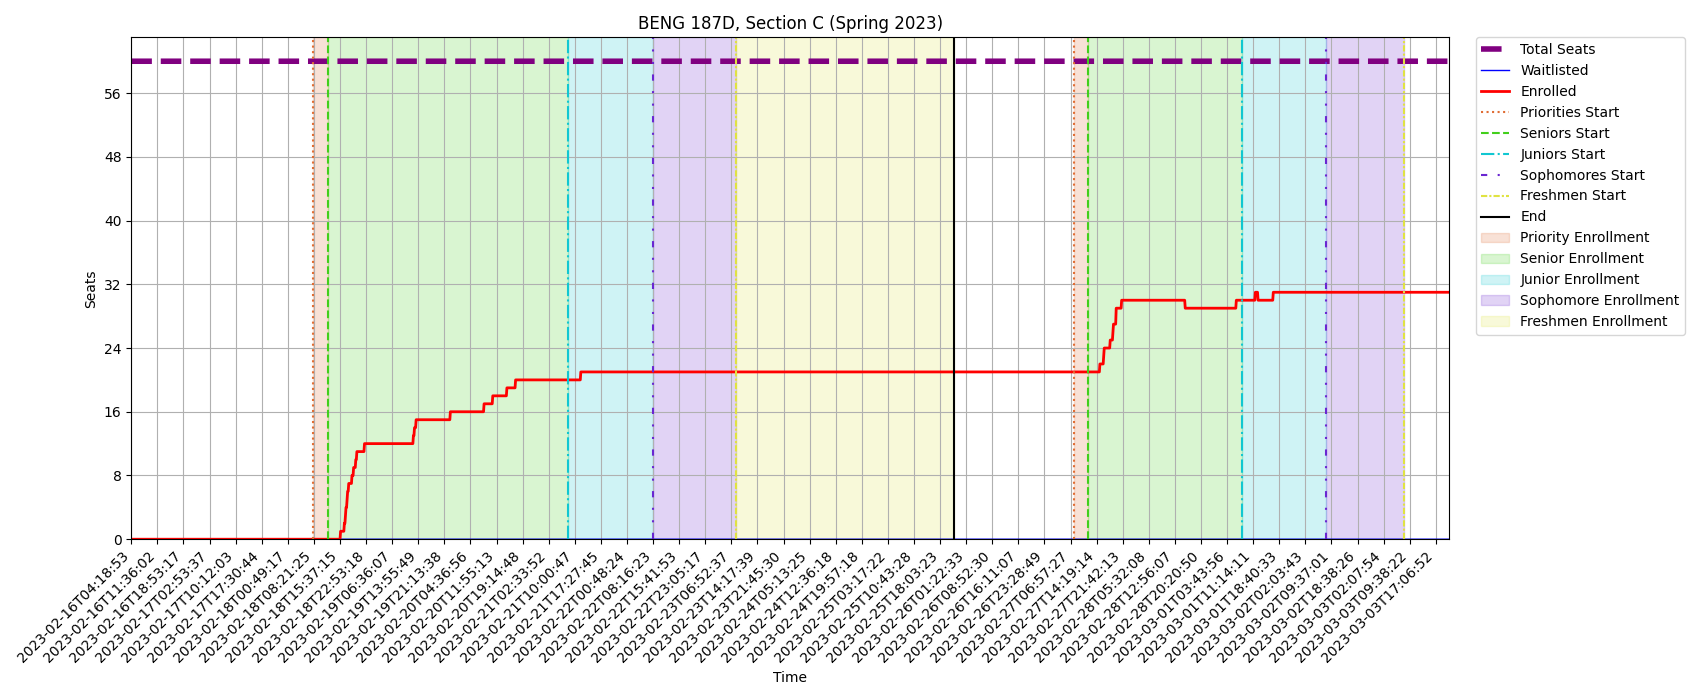 BENG 187D, Section C (Spring 2023)
Seats
56
48
40
32
24
16
8
0
2023-02-16T04:18:53
2023-02-16T11:36:02
2023-02-16T18:53:17
2023-02-17T02:53:37
2023-02-17T10:12:03
2023-02-17T17:30:44
2023-02-18T00:49:17
2023-02-18T08:21:25
2023-02-18T15:37:15
2023-02-18T22:53:18
2023-02-19T06:36:07
2023-02-19T13:55:49
2023-02-19T21:13:38
2023-02-20T04:36:56
2023-02-20T11:55:13
2023-02-20T19:14:48
2023-02-21T02:33:52
2023-02-21T10:00:47
2023-02-21T17:27:45
2023-02-22T00:48:24
2023-02-22T08:16:23
2023-02-22T15:41:53
2023-02-22T23:05:17
2023-02-23T06:52:37
2023-02-23T14:17:39
2023-02-23T21:45:30
2023-02-24T05:13:25
2023-02-24T12:36:18
2023-02-24T19:57:18
2023-02-25T03:17:22
2023-02-25T10:43:28
2023-02-25T18:03:23
2023-02-26T01:22:33
2023-02-26T08:52:30
2023-02-26T16:11:07
2023-02-26T23:28:49
2023-02-27T06:57:27
2023-02-27T14:19:14
2023-02-27T21:42:13
2023-02-28T05:32:08
2023-02-28T12:56:07
2023-02-28T20:20:50
2023-03-01T03:43:56
2023-03-01T11:14:11
2023-03-01T18:40:33
2023-03-02T02:03:43
2023-03-02T09:37:01
2023-03-02T18:38:26
2023-03-03T02:07:54
2023-03-03T09:38:22
2023-03-03T17:06:52
Time
Total Seats
Waitlisted
Enrolled
Priorities Start
Seniors Start
Juniors Start
Sophomores Start
Freshmen Start
End
Priority Enrollment
Senior Enrollment
Junior Enrollment
Sophomore Enrollment
Freshmen Enrollment